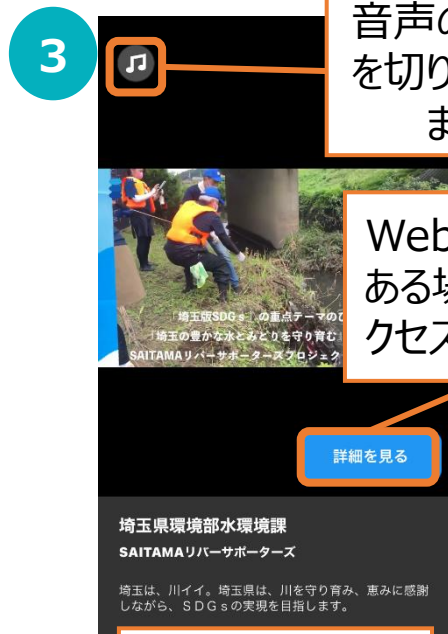 3
音声の
を切り
ま
Web
ある場
クセス
「埼玉版SDGｓ」の重点テーマのひ
「埼玉の豊かな水とみどりを守り育む
SAITAMAリバーサポーターズプロジェク
詳細を見る
埼玉県環境部水環境課
SAITAMAリバーサポーターズ
埼玉は、川イイ。埼玉県は、川を守り育み、恵みに感謝
しながら、ＳＤＧｓの実現を目指します。